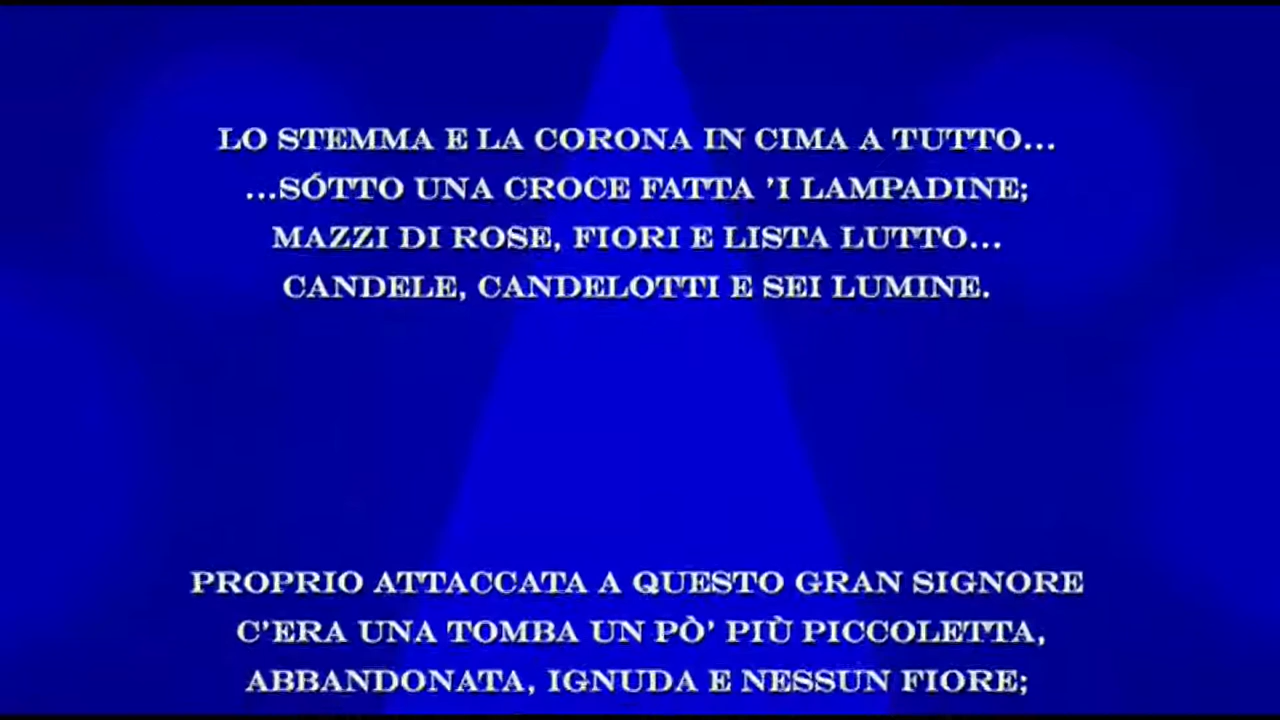 LO STEMMA E LA CORONA IN CIMA A TUTTO...
...SÓTTO UNA CROCE FATTA 'I LAMPADINE;
MAZZI DI ROSE, FIORI E LISTA LUTTO...
CANDELE, CANDELOTTI E SEI LUMINE.
PROPRIO ATTACCATA A QUESTO GRAN SIGNORE
C'ERA UNA TOMBA UN PÒ' PIÙ PICCOLETTA,
ABBANDONATA, IGNUDA E NESSUN FIORE;